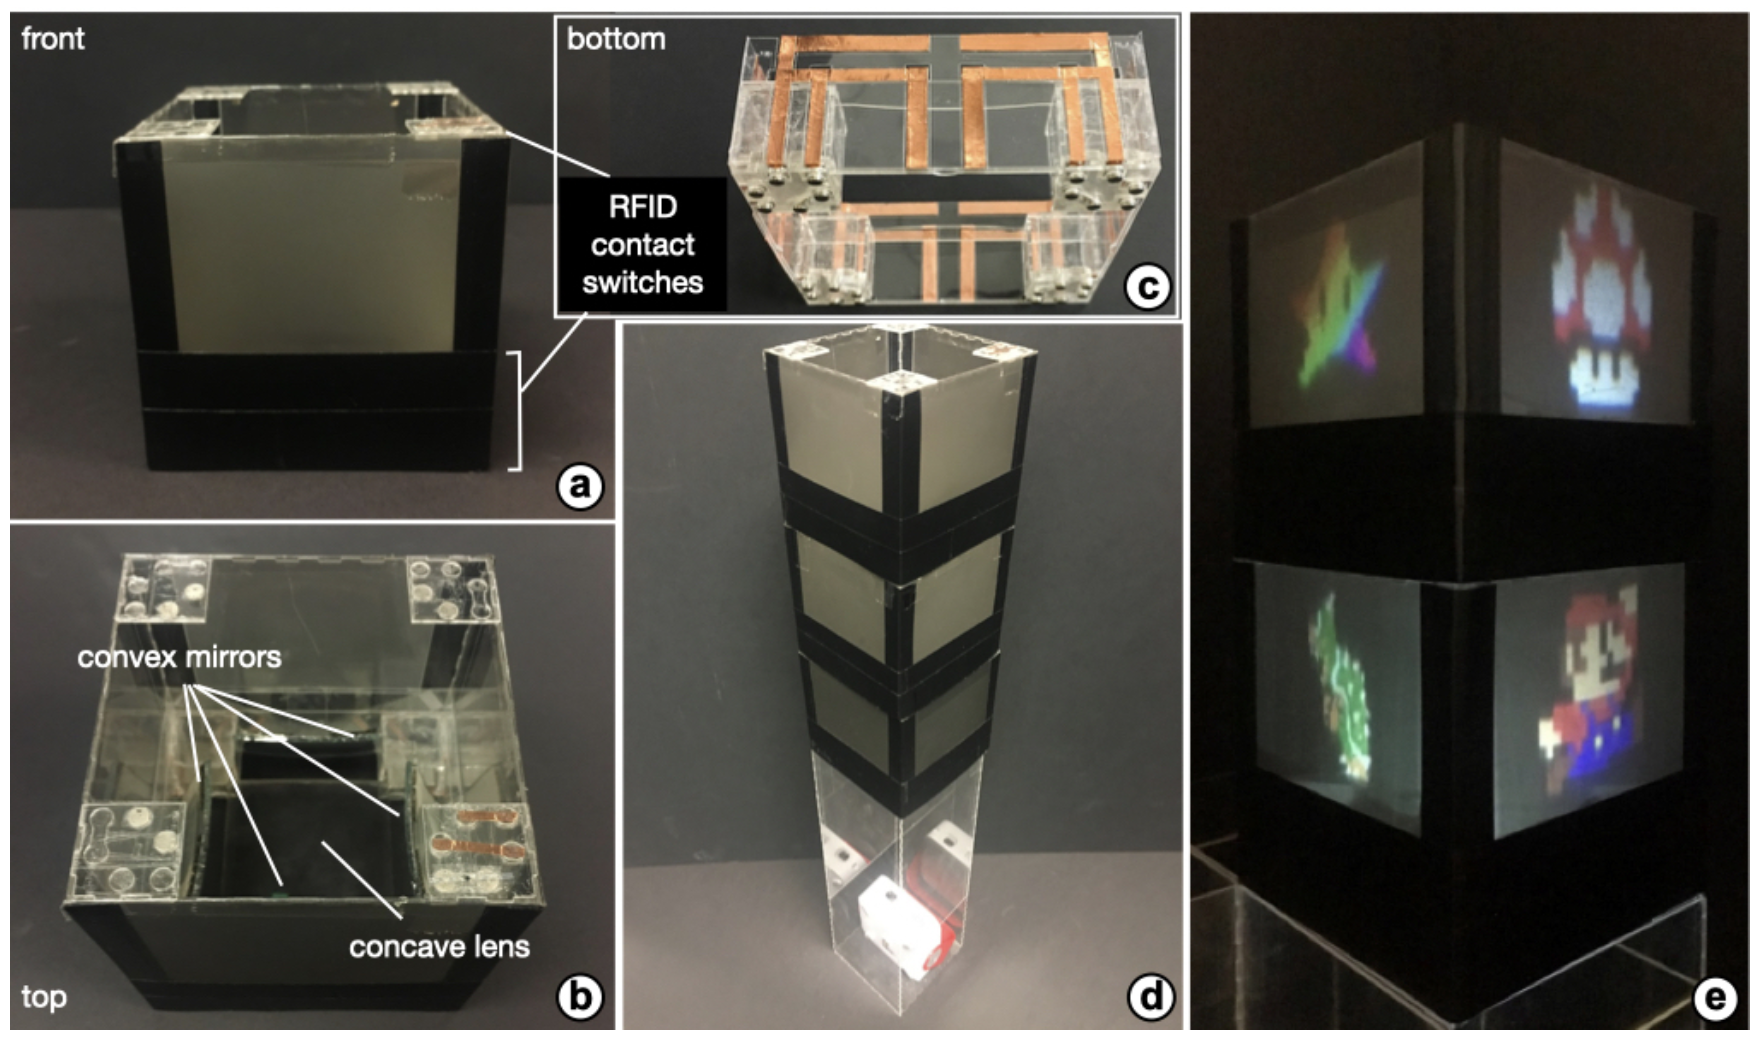 front
a
RFID
contact
switches
bottom
c
convex mirrors
concave lens
top
b
d
e